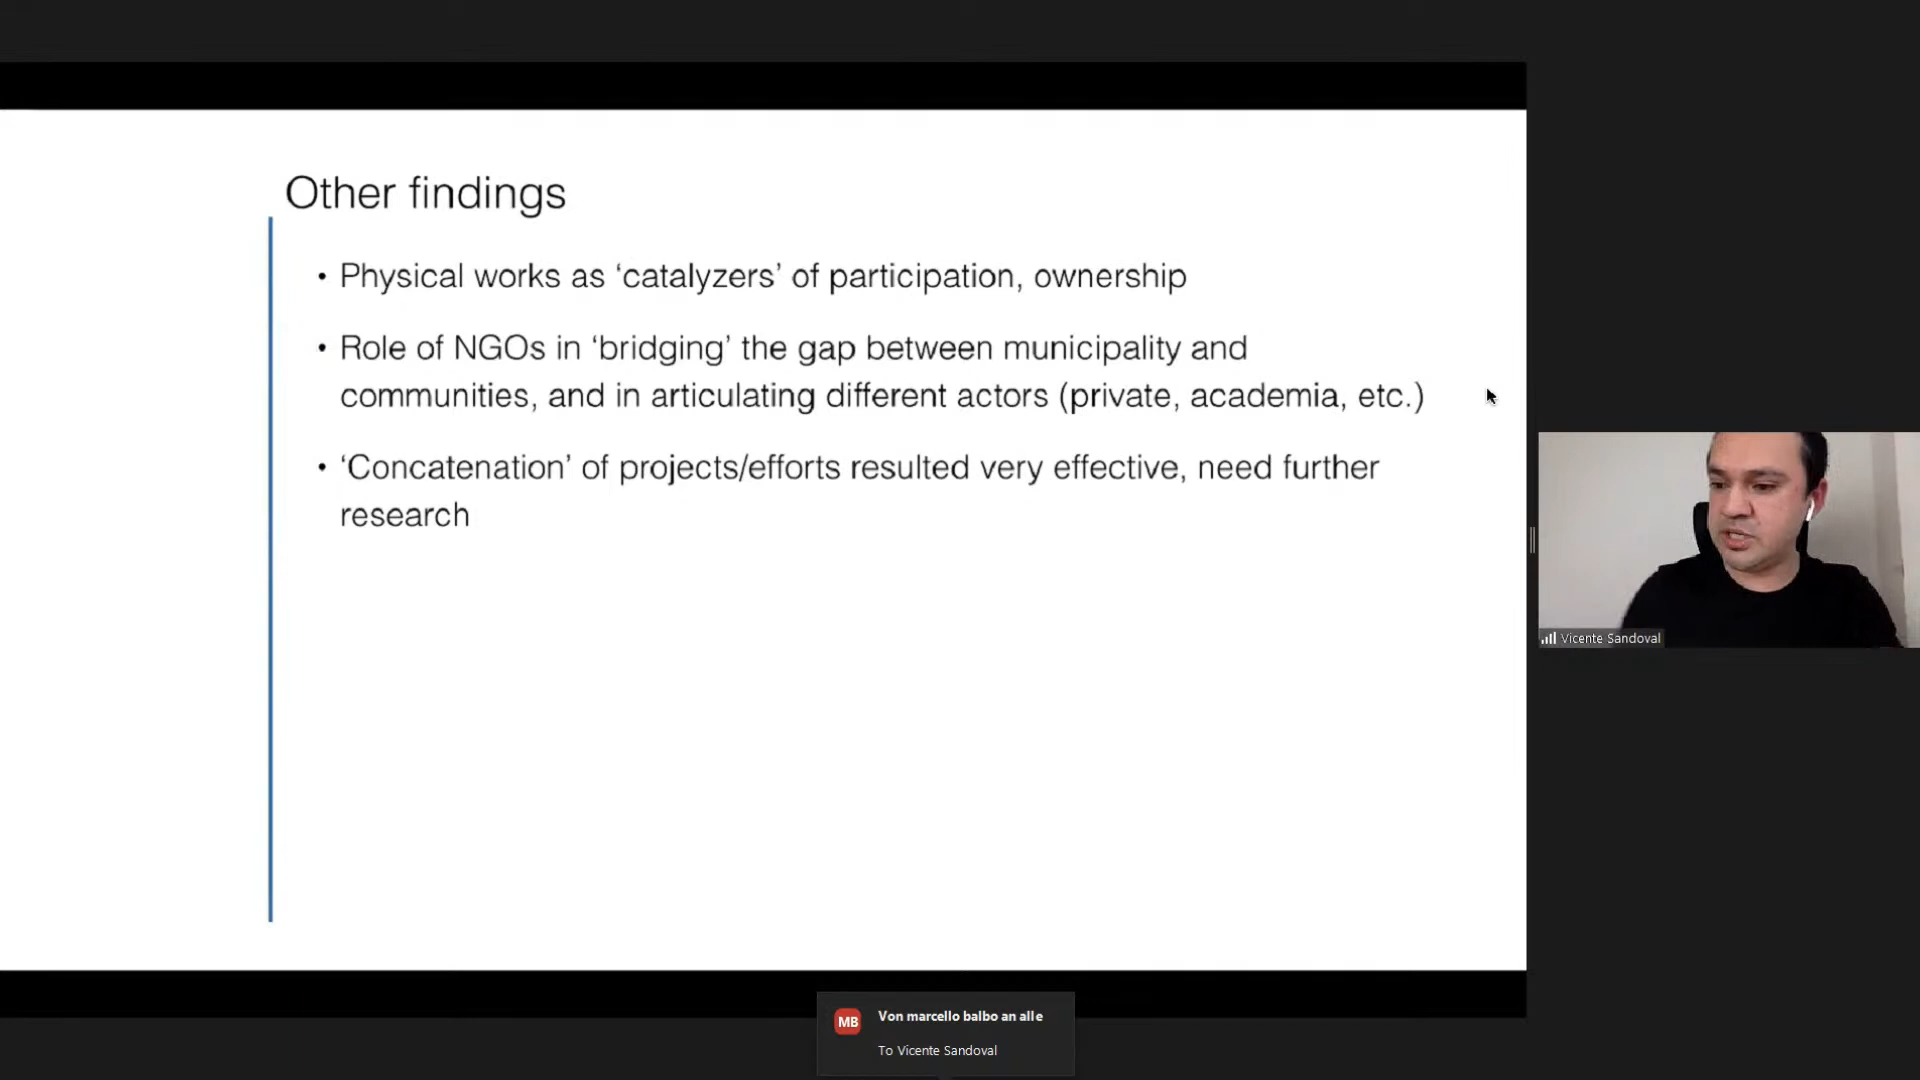 Other findings
• Physical works as ‘catalyzers’ of participation, ownership
• Role of NGOs in ‘bridging’ the gap between municipality and
communities, and in articulating different actors (private, academia, etc.)
• ‘Concatenation’ of projects/efforts resulted very effective, need further
research
Vicente Sandoval
MB
Von marcello balbo an alle
To Vicente Sandoval